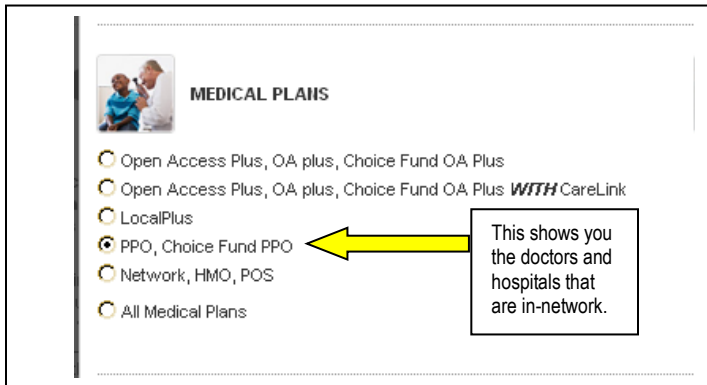 MEDICAL PLANS
Open Access Plus, OA plus, Choice Fund OA Plus
Open Access Plus, OA plus, Choice Fund OA Plus WITH CareLink
LocalPlus
PPO, Choice Fund PPO
Network, HMO, POS
All Medical Plans
This shows you
the doctors and
hospitals that
are in-network.